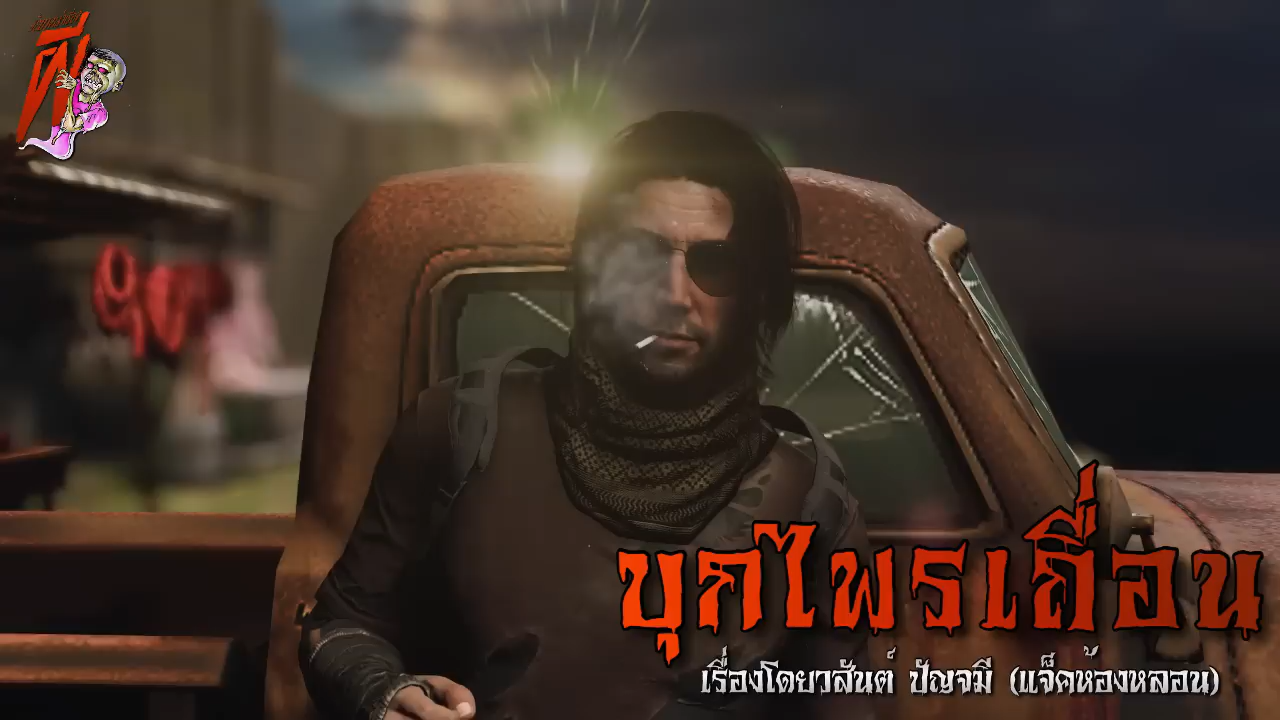 ผี
บุกไพรเถื่อน
เรื่องโดยวสันต์ ปัญจมี (แจ็คห้องหลอน)